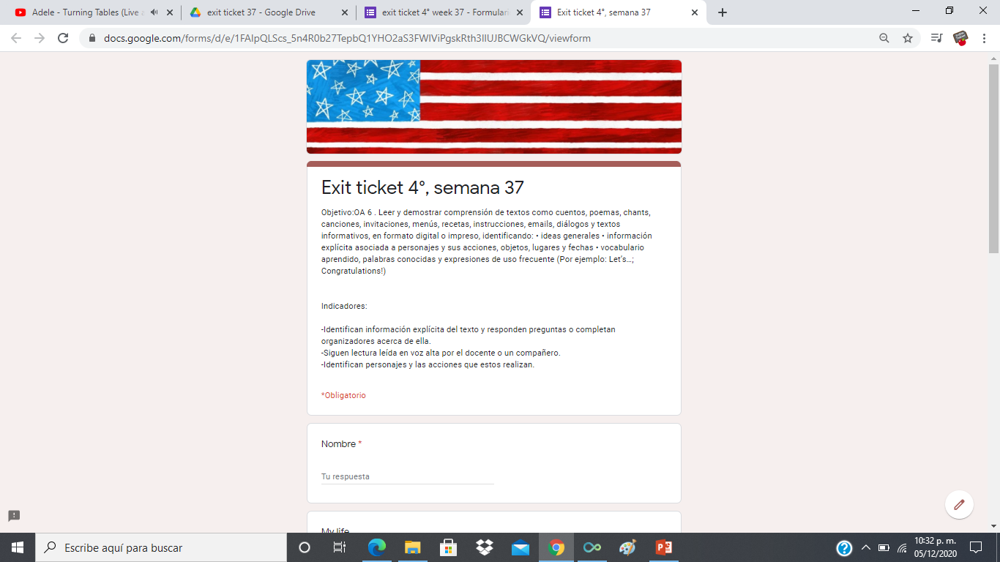 Adele - Turning Tables (Live a
exit ticket 37 - Google Drive
exit ticket 4° week 37 - Formulari
Exit ticket 4°, semana 37
docs.google.com/forms/d/e/
Exit ticket 4°, semana 37
Objetivo:OA 6 . Leer y demostrar comprensión de textos como cuentos, poemas, chants,
canciones, invitaciones, menús, recetas, instrucciones, emails, diálogos y textos
informativos, en formato digital o impreso, identificando: • ideas generales • información
explícita asociada a personajes y sus acciones, objetos, lugares y fechas • vocabulario
aprendido, palabras conocidas y expresiones de uso frecuente (Por ejemplo: Let's…;
Congratulations!)
Indicadores:
-Identifican información explícita del texto y responden preguntas o completan
organizadores acerca de ella.
-Siguen lectura leída en voz alta por el docente o un compañero.
-Identifican personajes y las acciones que estos realizan.
*Obligatorio
Nombre *
Tu respuesta
My life
Escribe aquí para buscar
10:32 p. m.
05/12/2020